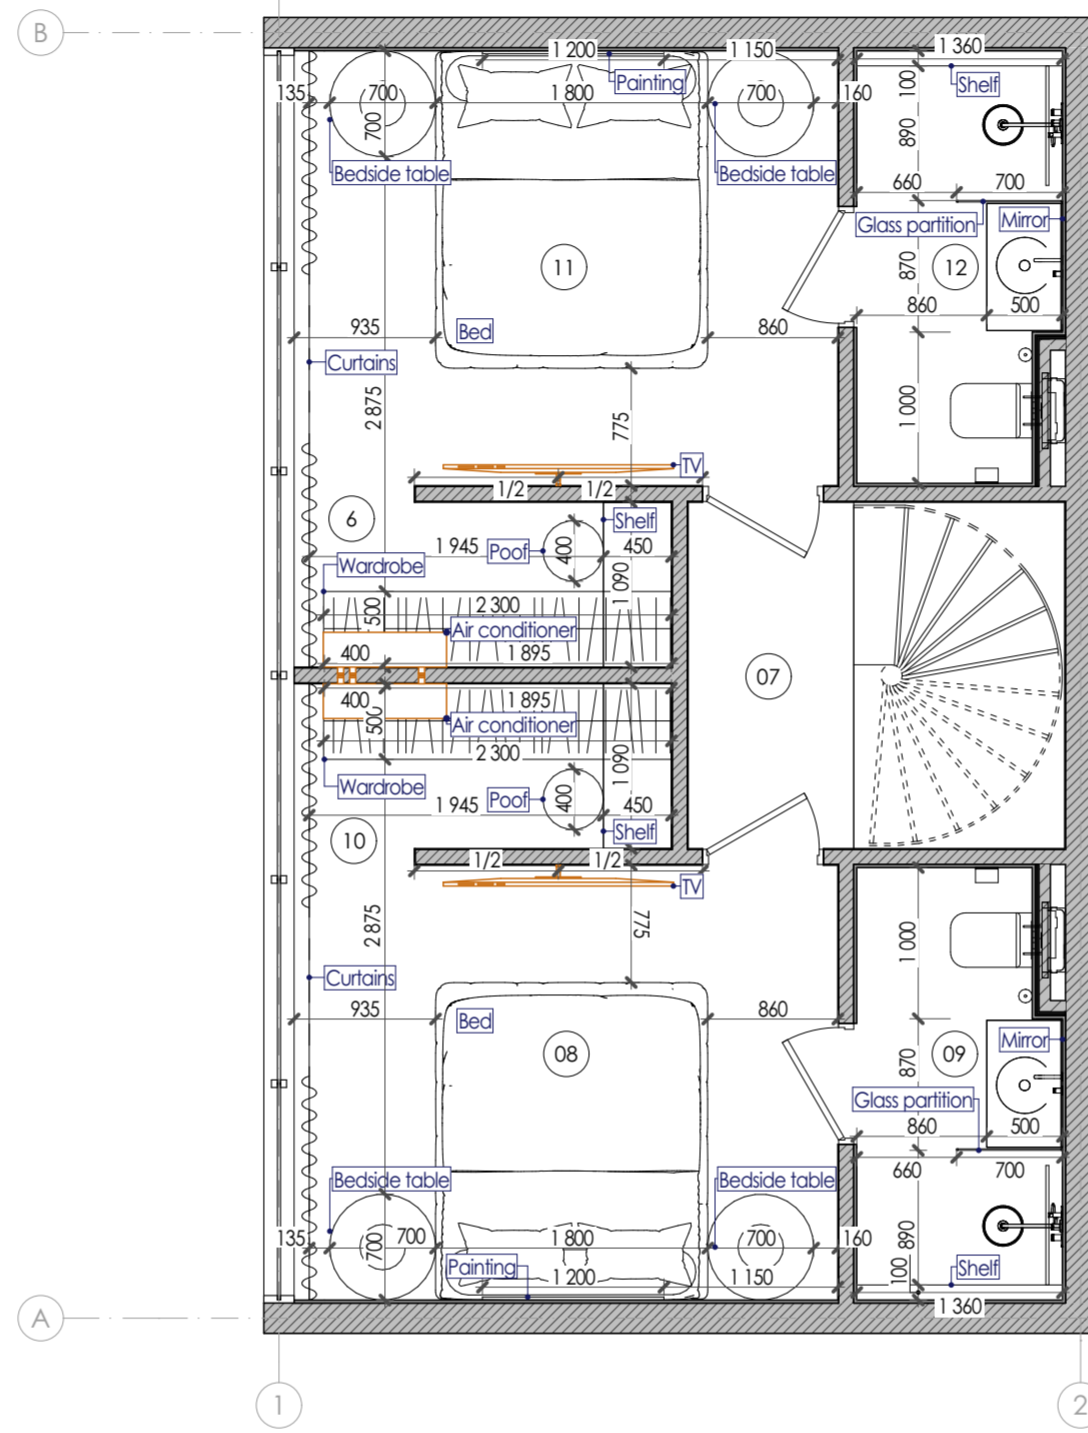 B
1 200
1 150
1 360
Painting
Shelf
135
700
1 800
700
160
100
700
890
Bedside table
Bedside table
660
700
Glass partition
Mirror
11
870
12
860
500
935
Bed
860
Curtains
2 875
775
1 000
TV
1/2
1/2
6
Shelf
1 945
Poof
400
450
Wardrobe
1 090
500
2 300
Air conditioner
400
1 895
07
400
1 895
500
Air conditioner
2 300
1 090
Wardrobe
1 945
Poof
400
450
Shelf
10
1/2
1/2
TV
2 875
775
1 000
Curtains
935
Bed
860
08
870
09
Mirror
Glass partition
860
500
660
700
Bedside table
Bedside table
135
700
700
1 800
700
160
890
Painting
1 200
1 150
100
Shelf
1 360
A
1
2